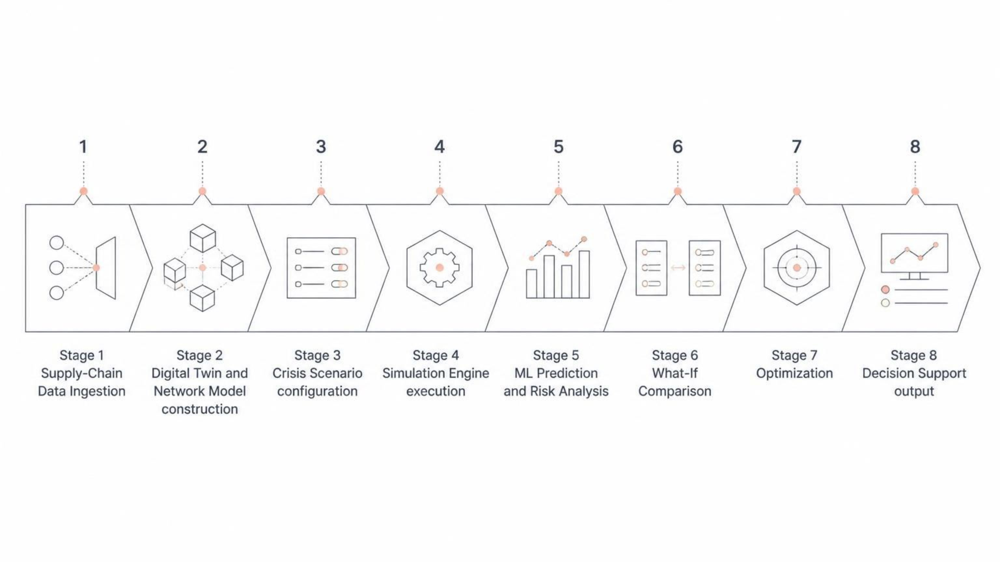 1
2
3
4
5
6
7
8
Stage 1
Supply-Chain
Data Ingestion
Stage 2
Digital Twin and
Network Model
construction
Stage 3
Crisis Scenario
configuration
Stage 4
Simulation Engine
execution
Stage 5
ML Prediction
and Risk Analysis
Stage 6
What-If
Comparison
Stage 7
Optimization
Stage 8
Decision Support
output